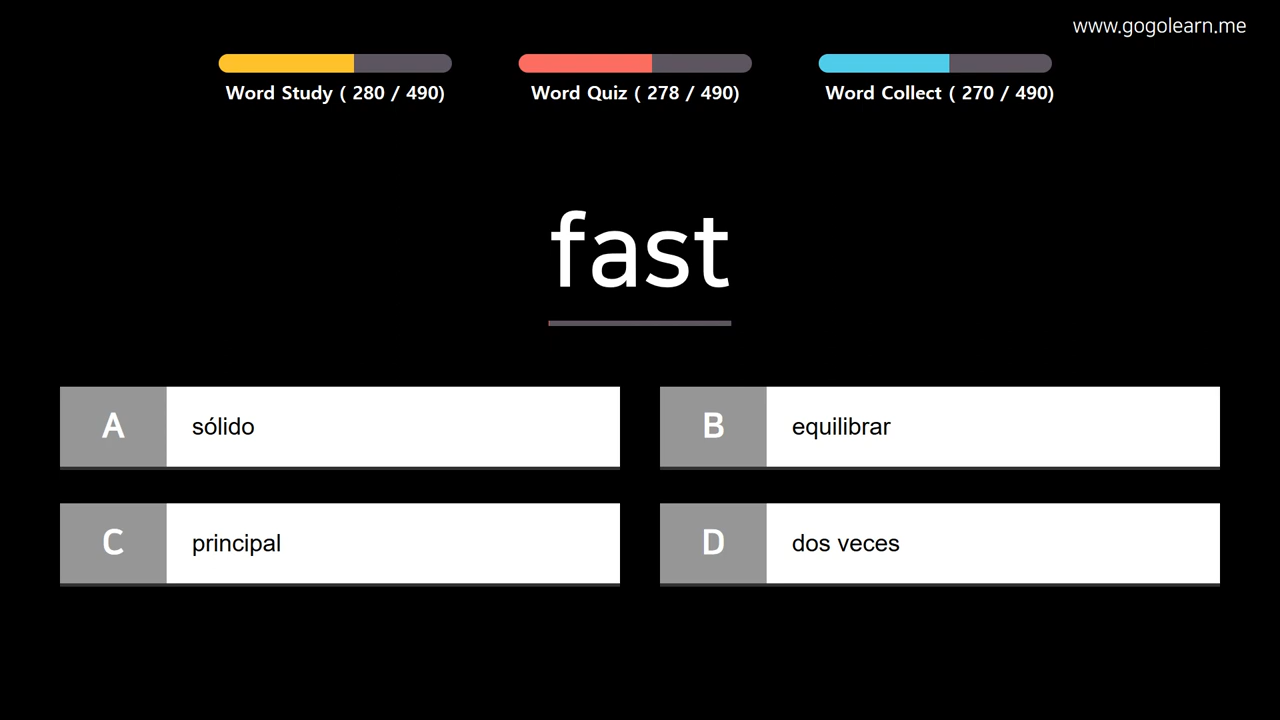 www.gogolearn.me
Word Study ( 280 / 490)
Word Quiz ( 278 / 490)
Word Collect ( 270 / 490)
fast
A sólido
B equilibrar
C principal
D dos veces